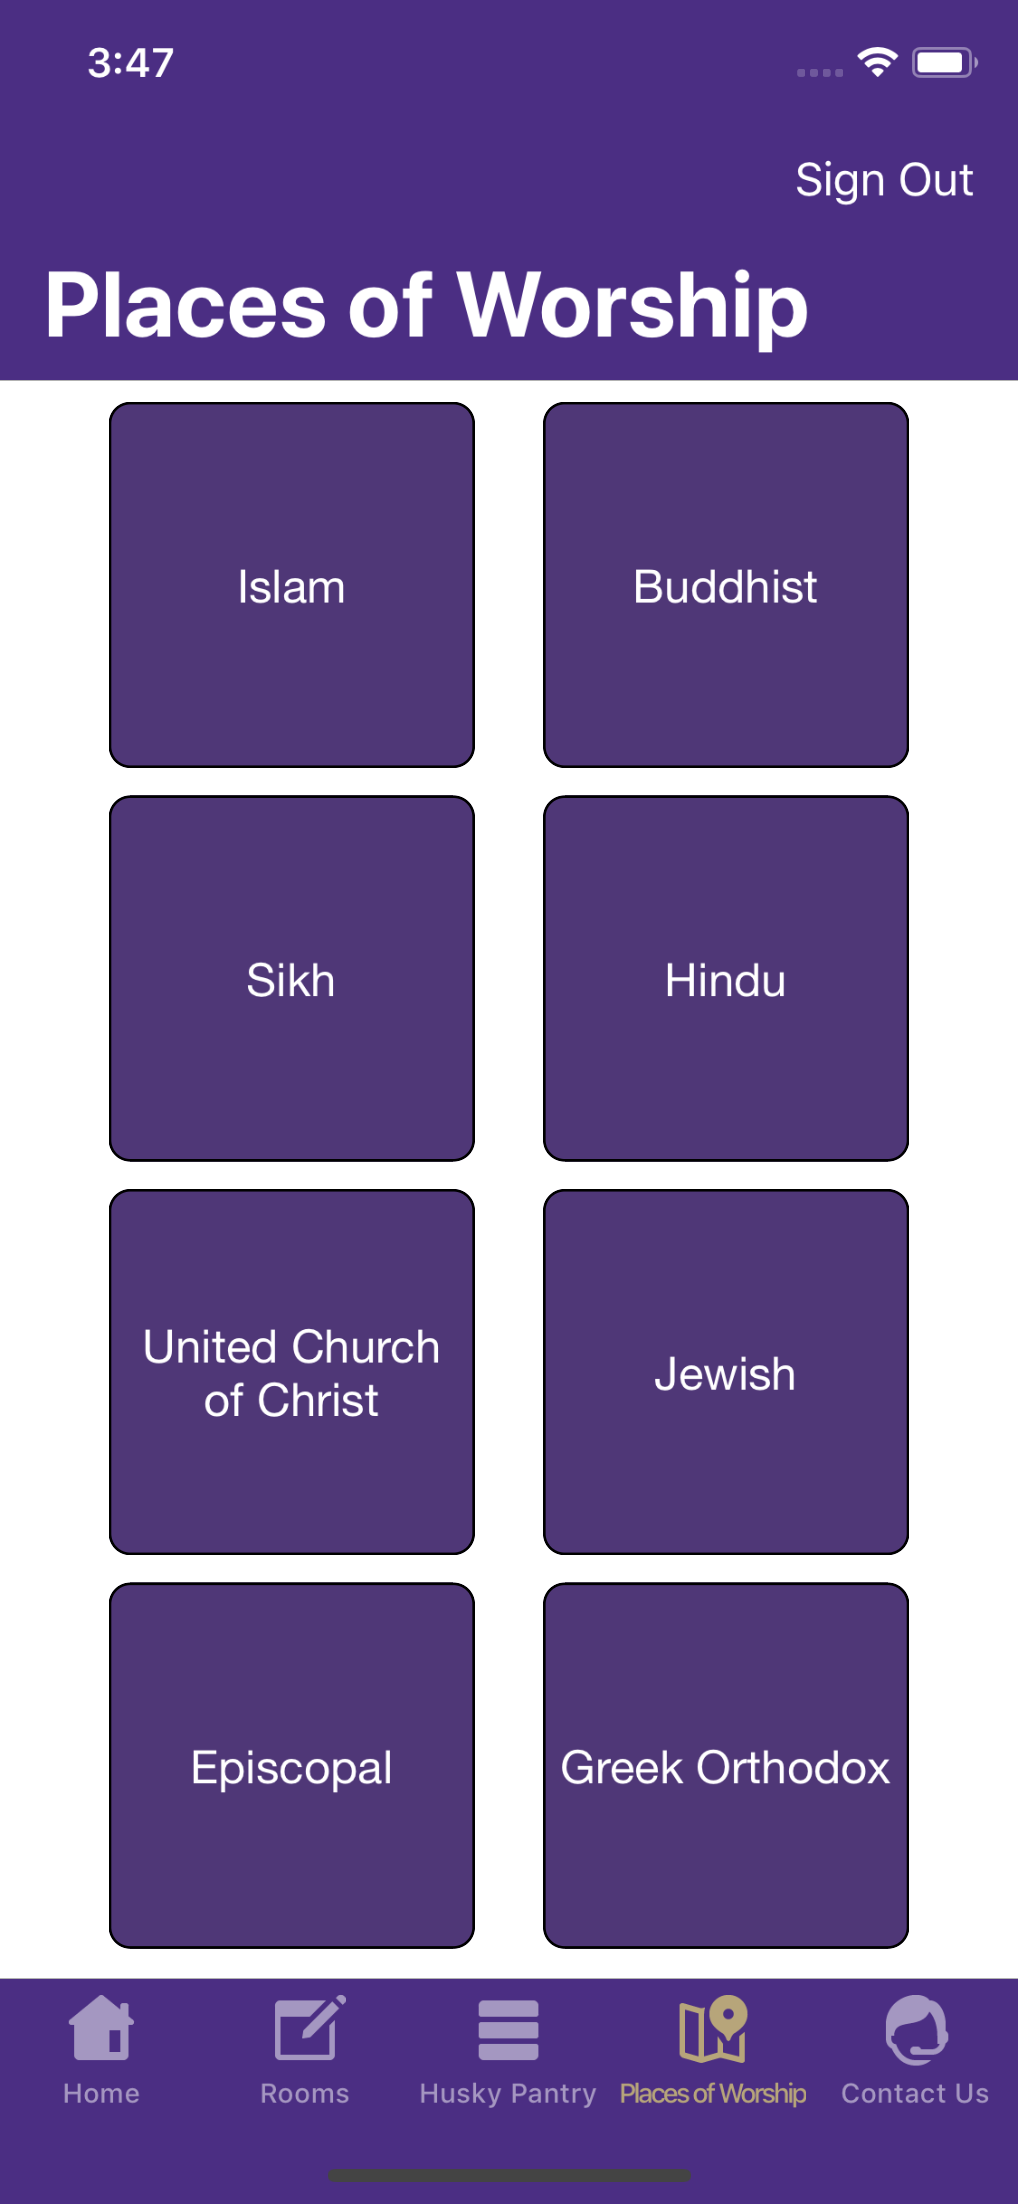 3:47
Sign Out
Places of Worship
Islam
Buddhist
Sikh
Hindu
United Church
of Christ
Jewish
Episcopal
Greek Orthodox
Home
Rooms
Husky Pantry
Places of Worship
Contact Us